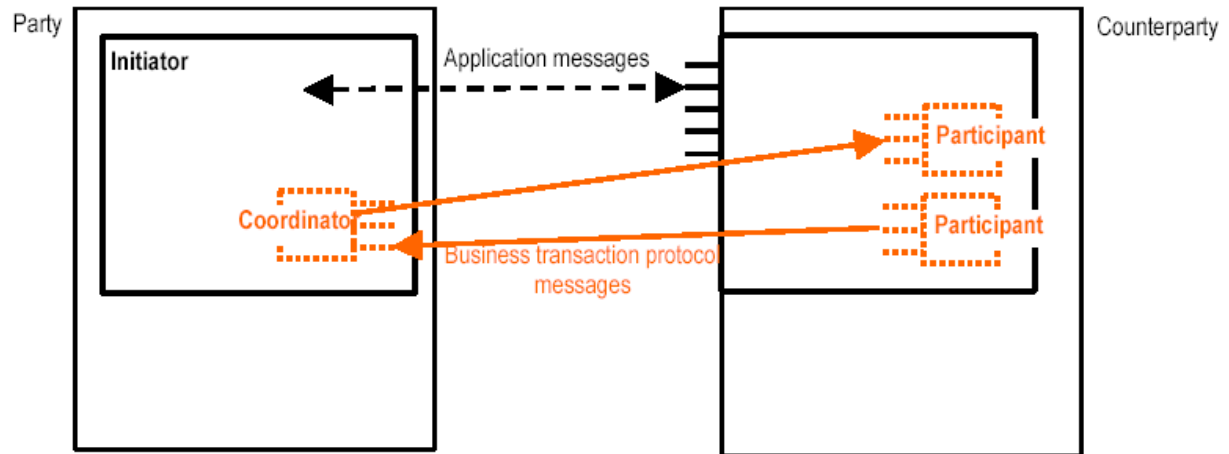 Party
Counterparty
Initiator
Application messages
Participant
Coordinato
Participant
Business transaction protocol
messages